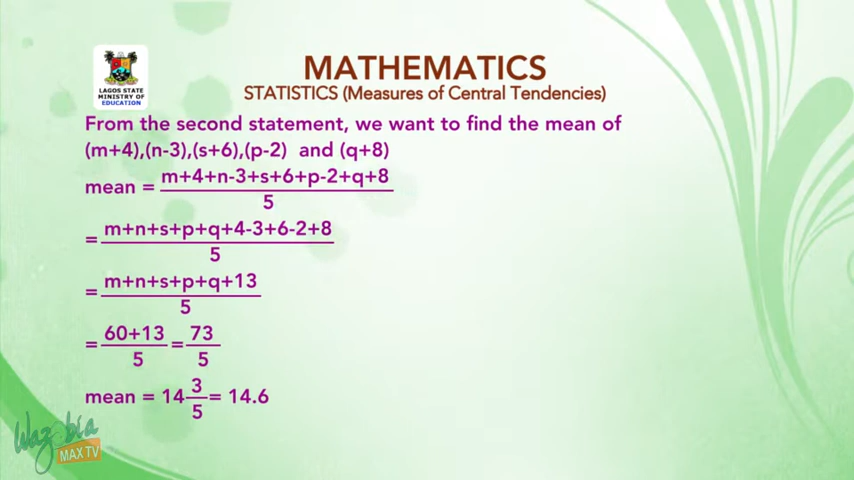 MATHEMATICS
STATISTICS (Measures of Central Tendencies)
LAGOS STATE
MINISTRY OF
EDUCATION
From the second statement, we want to find the mean of
(m+4),(n-3),(s+6),(p-2) and (q+8)
mean = m+4+n-3+s+6+p-2+q+8
5
= m+n+s+p+q+4-3+6-2+8
5
= m+n+s+p+q+13
5
= 60+13 = 73
5 5
mean = 14 3/5 = 14.6
Wazobia
MAX TV